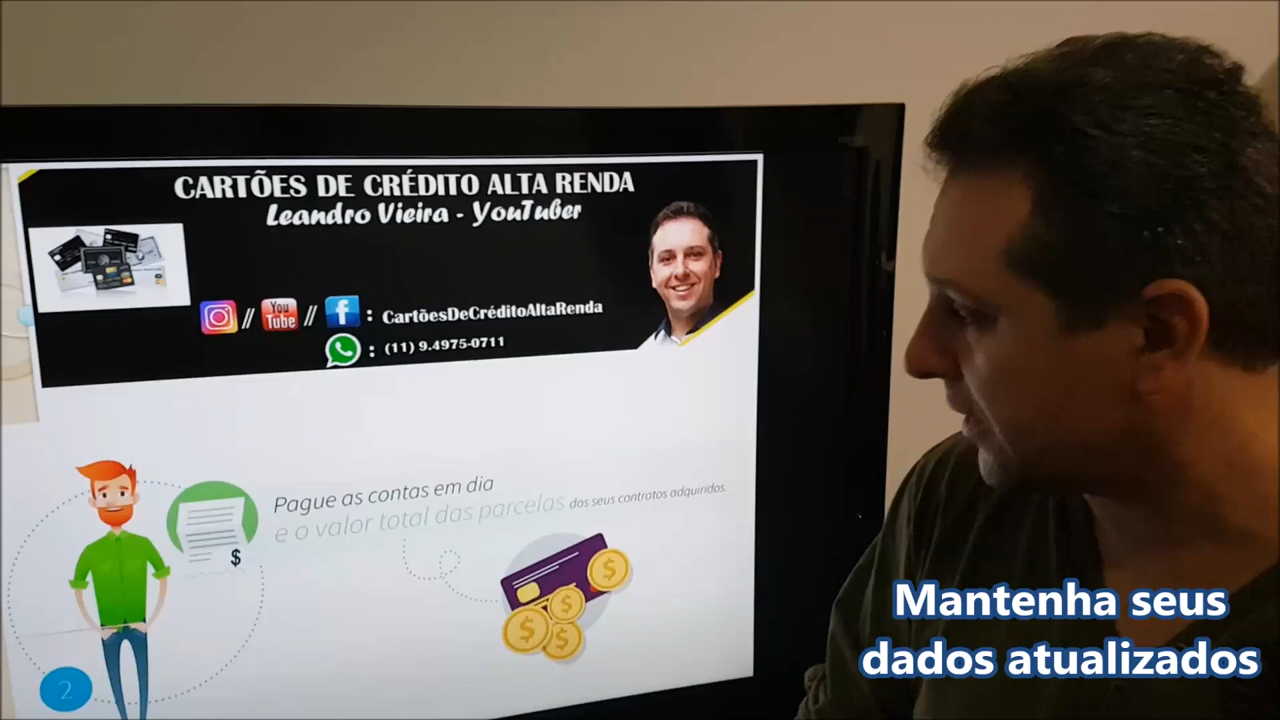 CARTÕES DE CRÉDITO ALTA RENDA
Leandro Vieira - YouTuber
// You Tube // : CartõesDeCréditoAltaRenda
: (11) 9.4975-0711
Pague as contas em dia
e o valor total das parcelas dos seus contratos adquiridos.
$
$
$
$
$
2
Mantenha seus
dados atualizados